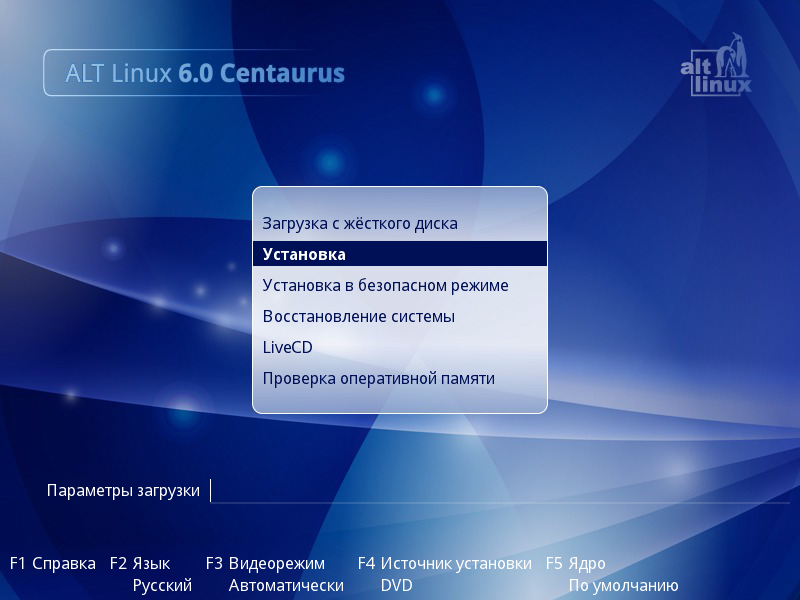 ALT Linux 6.0 Centaurus
alt
linux
Загрузка с жёсткого диска
Установка
Установка в безопасном режиме
Восстановление системы
LiveCD
Проверка оперативной памяти
Параметры загрузки
F1 Справка F2 Язык F3 Видеорежим F4 Источник установки F5 Ядро
Русский Автоматически DVD По умолчанию